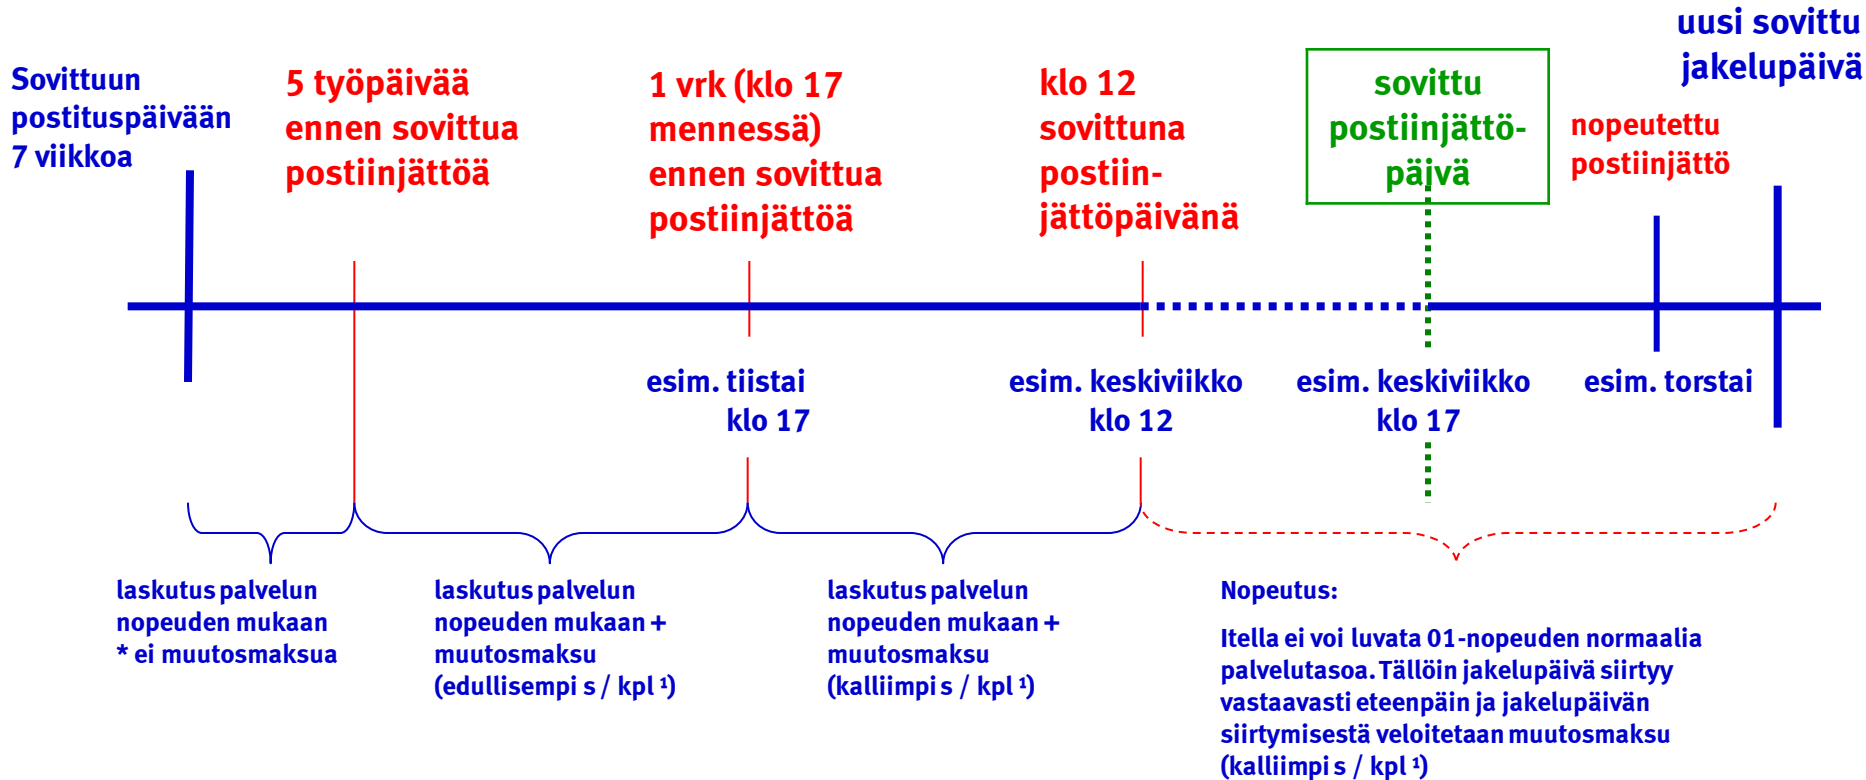 Sovittuun
postituspäivään
7 viikkoa
5 työpäivää
ennen sovittua
postiinjättöä
1 vrk (klo 17
mennessä)
ennen sovittua
postiinjättöä
klo 12
sovittuna
postiin-
jättöpäivänä
sovittu
postiinjättö-
päivä
nopeutettu
postiinjättö
uusi sovittu
jakelupäivä
esim. tiistai
klo 17
esim. keskiviikko
klo 12
esim. keskiviikko
klo 17
esim. torstai
laskutus palvelun
nopeuden mukaan
* ei muutosmaksua
laskutus palvelun
nopeuden mukaan +
muutosmaksu
(edullisempi s / kpl ¹)
laskutus palvelun
nopeuden mukaan +
muutosmaksu
(kalliimpi s / kpl ¹)
Nopeutus:
Itella ei voi luvata 01-nopeuden normaalia
palvelutasoa. Tällöin jakelupäivä siirtyy
vastaavasti eteenpäin ja jakelupäivän
siirtymisestä veloitetaan muutosmaksu
(kalliimpi s / kpl ¹)